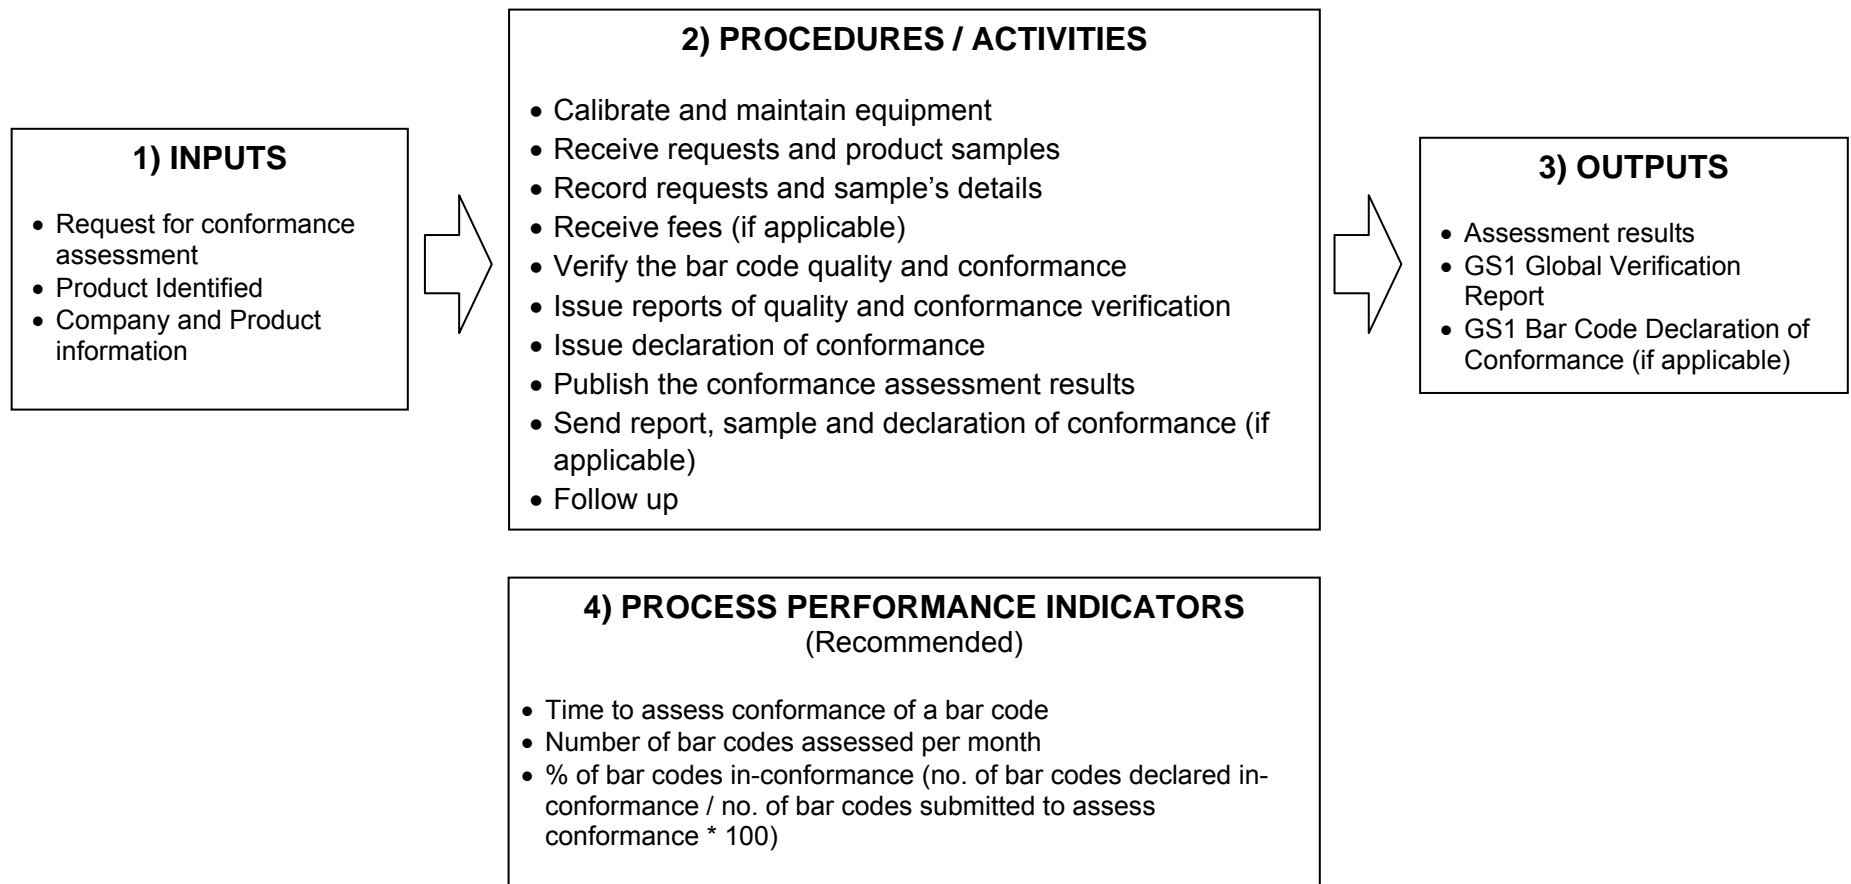 1) INPUTS
• Request for conformance
assessment
• Product Identified
• Company and Product
information
2) PROCEDURES / ACTIVITIES
• Calibrate and maintain equipment
• Receive requests and product samples
• Record requests and sample’s details
• Receive fees (if applicable)
• Verify the bar code quality and conformance
• Issue reports of quality and conformance verification
• Issue declaration of conformance
• Publish the conformance assessment results
• Send report, sample and declaration of conformance (if
applicable)
• Follow up
3) OUTPUTS
• Assessment results
• GS1 Global Verification
Report
• GS1 Bar Code Declaration of
Conformance (if applicable)
4) PROCESS PERFORMANCE INDICATORS
(Recommended)
• Time to assess conformance of a bar code
• Number of bar codes assessed per month
• % of bar codes in-conformance (no. of bar codes declared in-
conformance / no. of bar codes submitted to assess
conformance * 100)